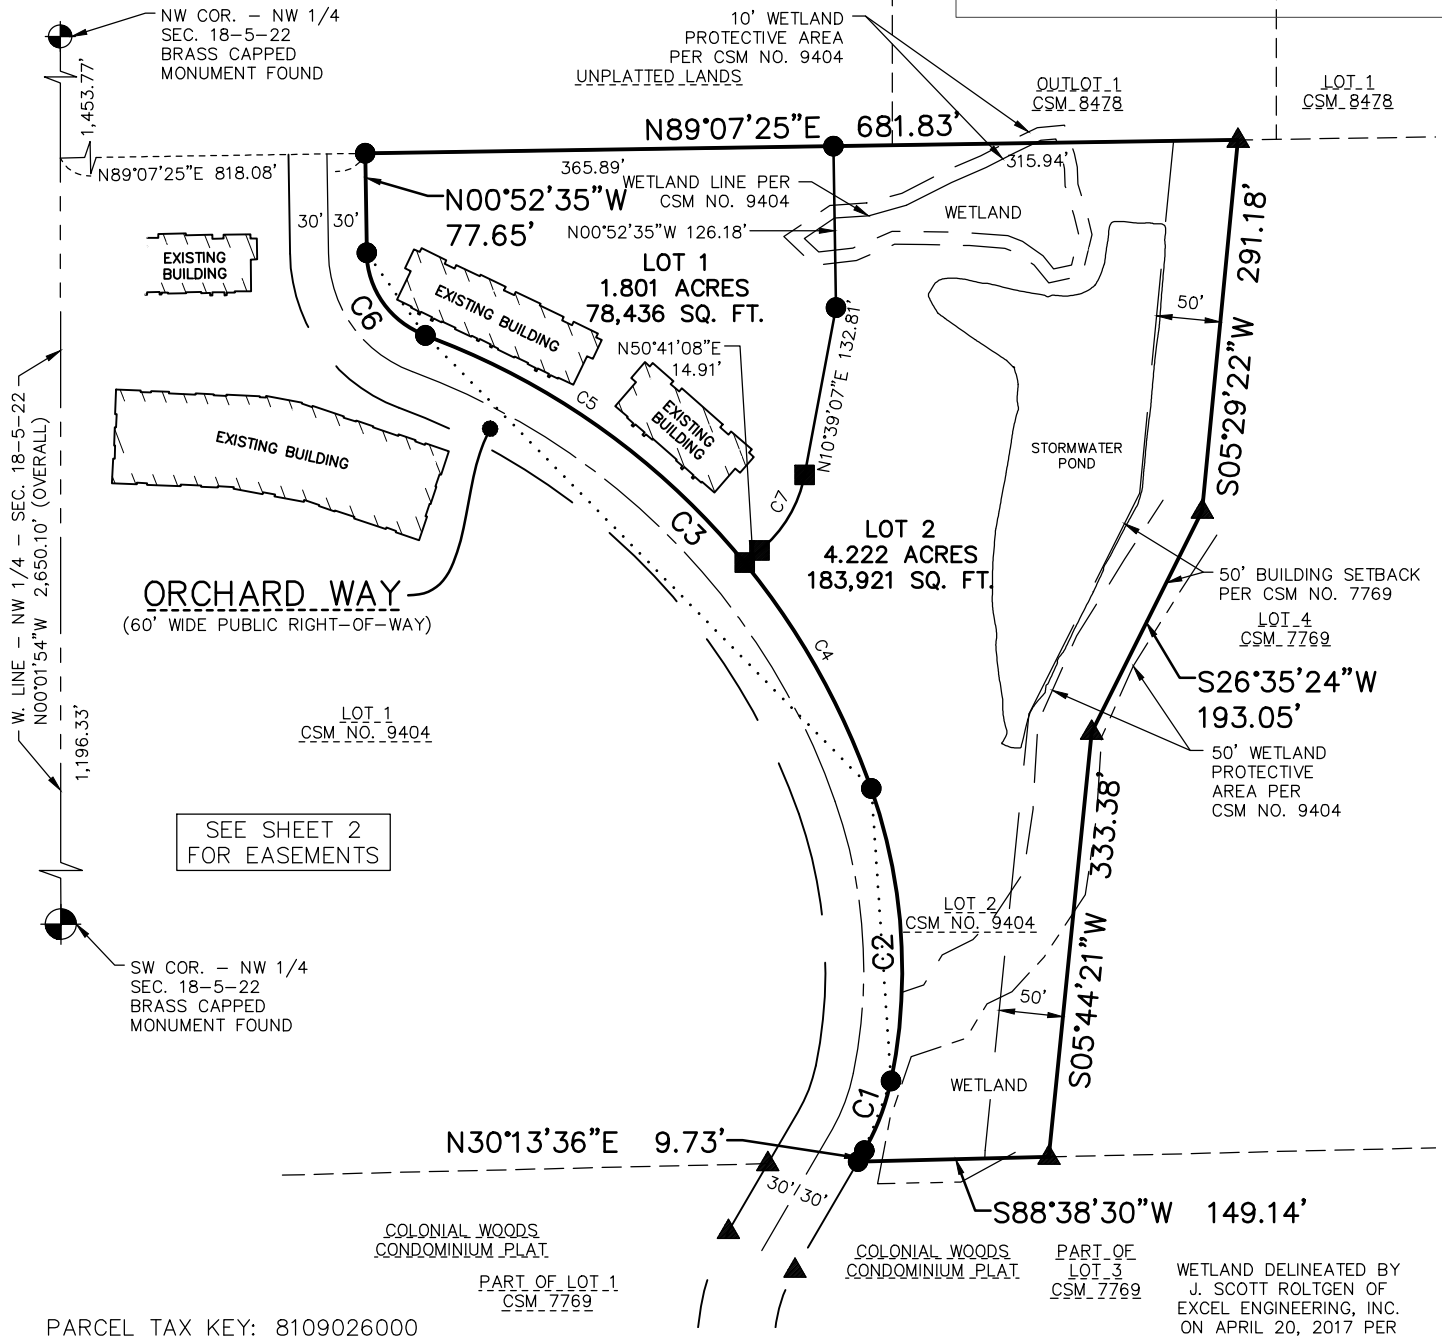 NW COR. – NW 1/4
SEC. 18-5-22
BRASS CAPPED
MONUMENT FOUND
1,453.77'
10' WETLAND
PROTECTIVE AREA
PER CSM NO. 9404
UNPLATTED LANDS
OUTLOT 1
CSM 8478
LOT 1
CSM 8478
N89°07'25"E 681.83'
N89°07'25"E 818.08'
365.89'
315.94'
N00°52'35"W
77.65'
WETLAND LINE PER
CSM NO. 9404
WETLAND
N00°52'35"W 126.18'
30' 30'
EXISTING
BUILDING
LOT 1
1.801 ACRES
78,436 SQ. FT.
EXISTING BUILDING
C6
291.18'
S05°29'22"W
50'
N50°41'08"E
14.91'
N10°39'07"E 132.81'
C5
EXISTING
BUILDING
EXISTING BUILDING
STORMWATER
POND
C7
C3
LOT 2
4.222 ACRES
183,921 SQ. FT.
W. LINE – NW 1/4 – SEC. 18-5-22
N00°01'54"W 2,650.10' (OVERALL)
1,196.33'
ORCHARD WAY
(60' WIDE PUBLIC RIGHT-OF-WAY)
C4
50' BUILDING SETBACK
PER CSM NO. 7769
LOT 4
CSM 7769
S26°35'24"W
193.05'
LOT 1
CSM NO. 9404
50' WETLAND
PROTECTIVE
AREA PER
CSM NO. 9404
SEE SHEET 2
FOR EASEMENTS
S05°44'21"W 333.38'
LOT 2
CSM NO. 9404
C2
SW COR. – NW 1/4
SEC. 18-5-22
BRASS CAPPED
MONUMENT FOUND
50'
WETLAND
C1
N30°13'36"E 9.73'
30' 30'
S88°38'30"W 149.14'
COLONIAL WOODS
CONDOMINIUM PLAT
PART OF LOT 1
CSM 7769
COLONIAL WOODS
CONDOMINIUM PLAT
PART OF
LOT 3
CSM 7769
WETLAND DELINEATED BY
J. SCOTT ROLTGEN OF
EXCEL ENGINEERING, INC.
ON APRIL 20, 2017 PER
PARCEL TAX KEY: 8109026000